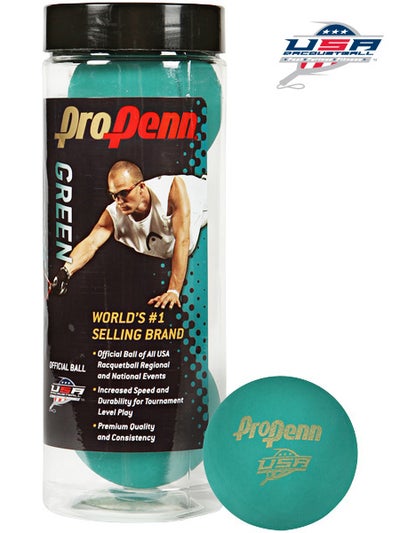 USA
RACQUETBALL
ProPenn
GREEN
WORLD'S #1
SELLING BRAND
• Official Ball of All USA
Racquetball Regional
and National Events
• Increased Speed and
Durability for Tournament
Level Play
• Premium Quality
and Consistency
OFFICIAL BALL
USA
ProPenn
USA